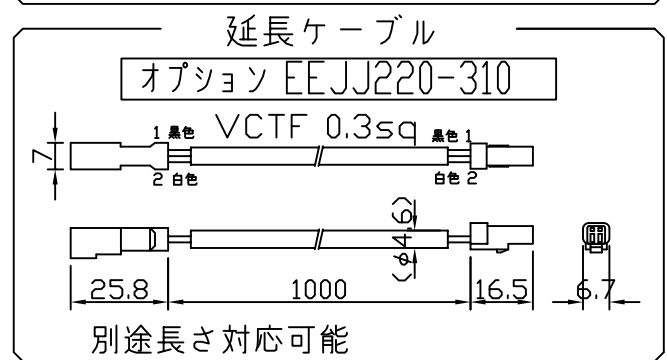 延長ケーブル
オプション EEJJ220-310
VCTF 0.3sq
1 黒色
黒色 1
7
2 白色
白色 2
(φ4.6)
25.8
1000
16.5
6.7
別途長さ対応可能